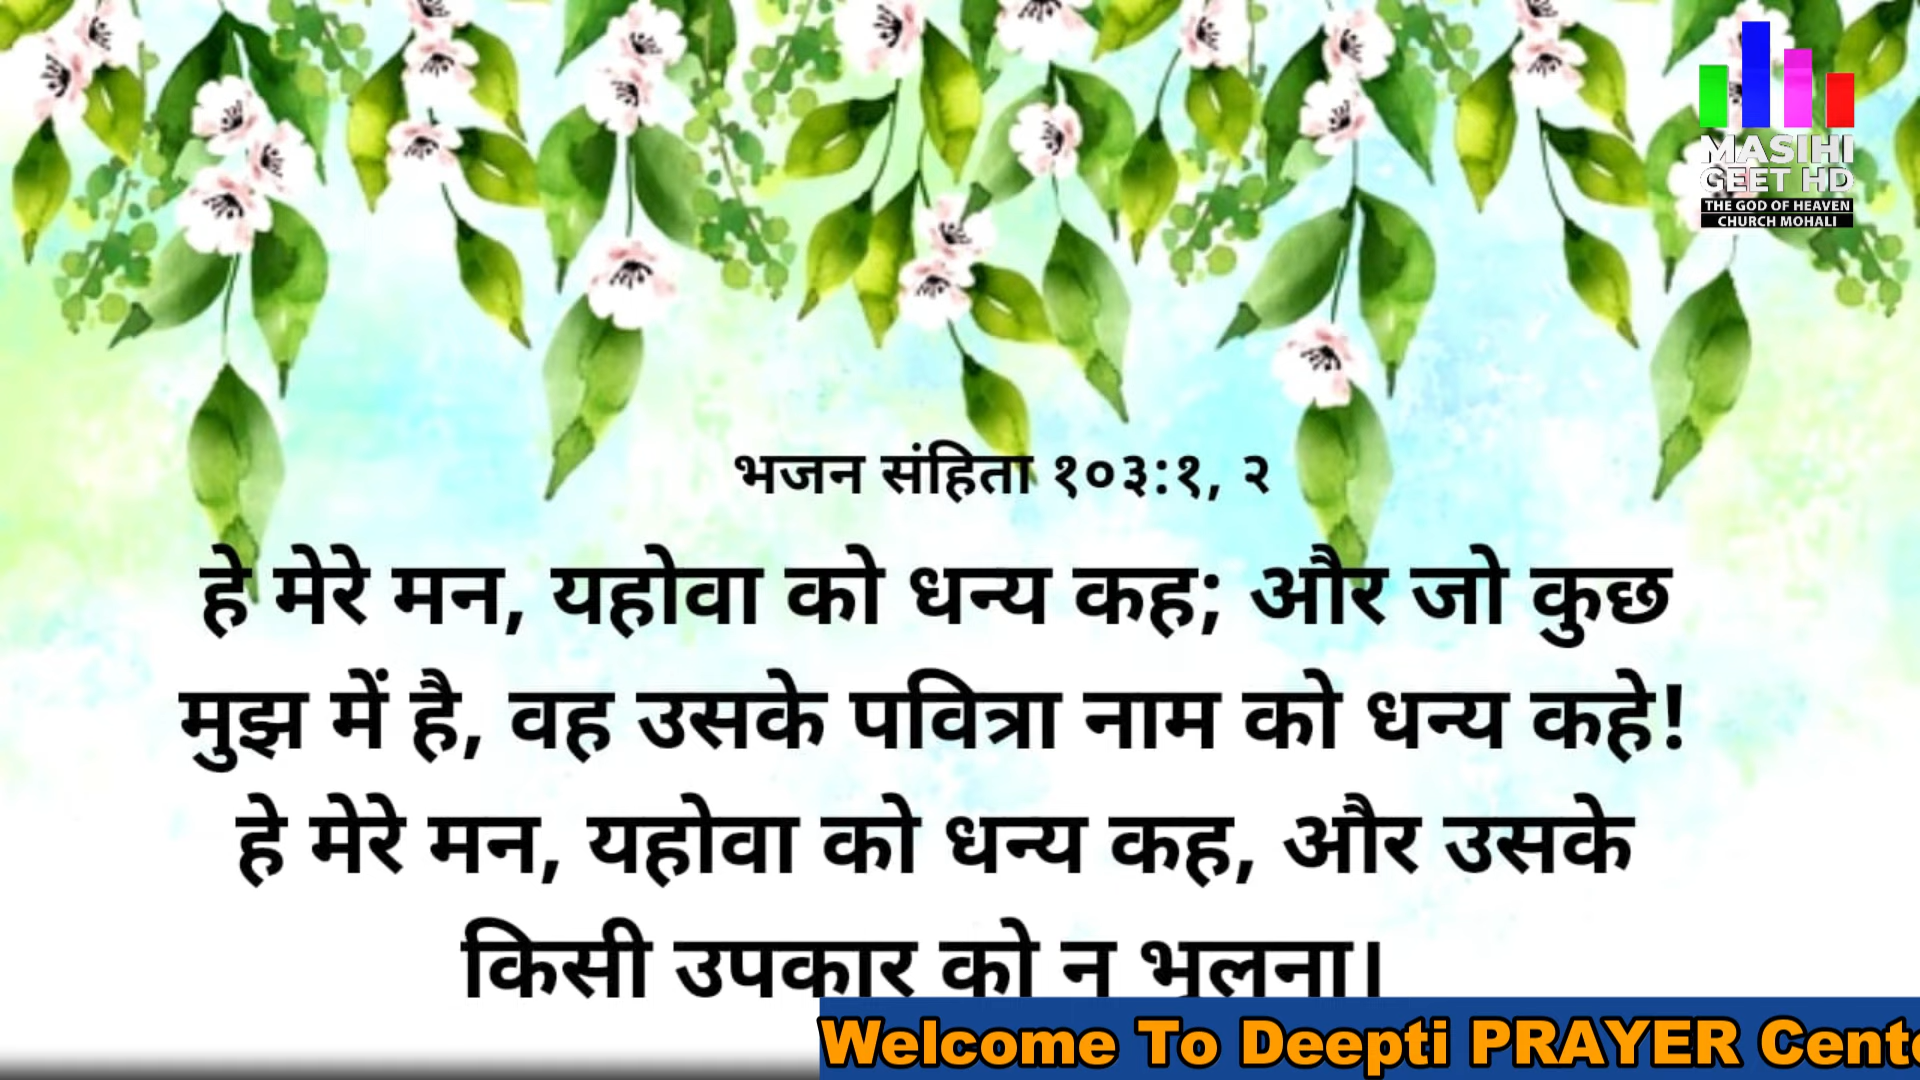 MASIHI
GEET HD
THE GOD OF HEAVEN
CHURCH MOHALI
भजन संहिता १०३:१, २
हे मेरे मन, यहोवा को धन्य कह; और जो कुछ
मुझ में है, वह उसके पवित्रा नाम को धन्य कहे!
हे मेरे मन, यहोवा को धन्य कह, और उसके
किसी उपकार को न भूलना।
Welcome To Deepti PRAYER Cente